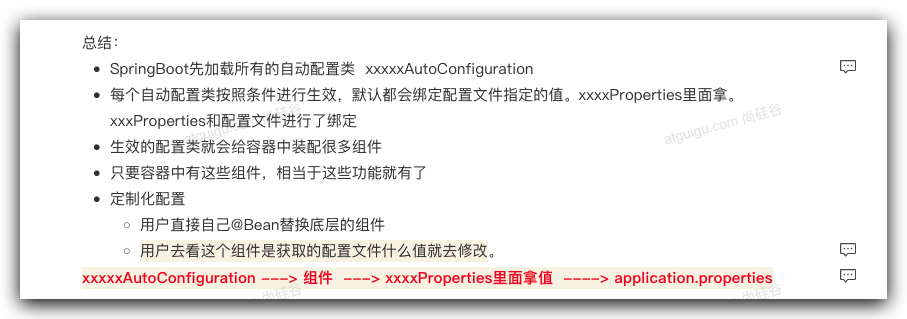 总结：
SpringBoot先加载所有的自动配置类 xxxxxAutoConfiguration
每个自动配置类按照条件进行生效，默认都会绑定配置文件指定的值。xxxxProperties里面拿。
xxxProperties和配置文件进行了绑定
atguigu.com 尚硅谷
atguigu.com 尚硅谷
生效的配置类就会给容器中装配很多组件
只要容器中有这些组件，相当于这些功能就有了
定制化配置
用户直接自己@Bean替换底层的组件
用户去看这个组件是获取的配置文件什么值就去修改。
xxxxxAutoConfiguration ---> 组件 ---> xxxxProperties里面拿值 ----> application.properties